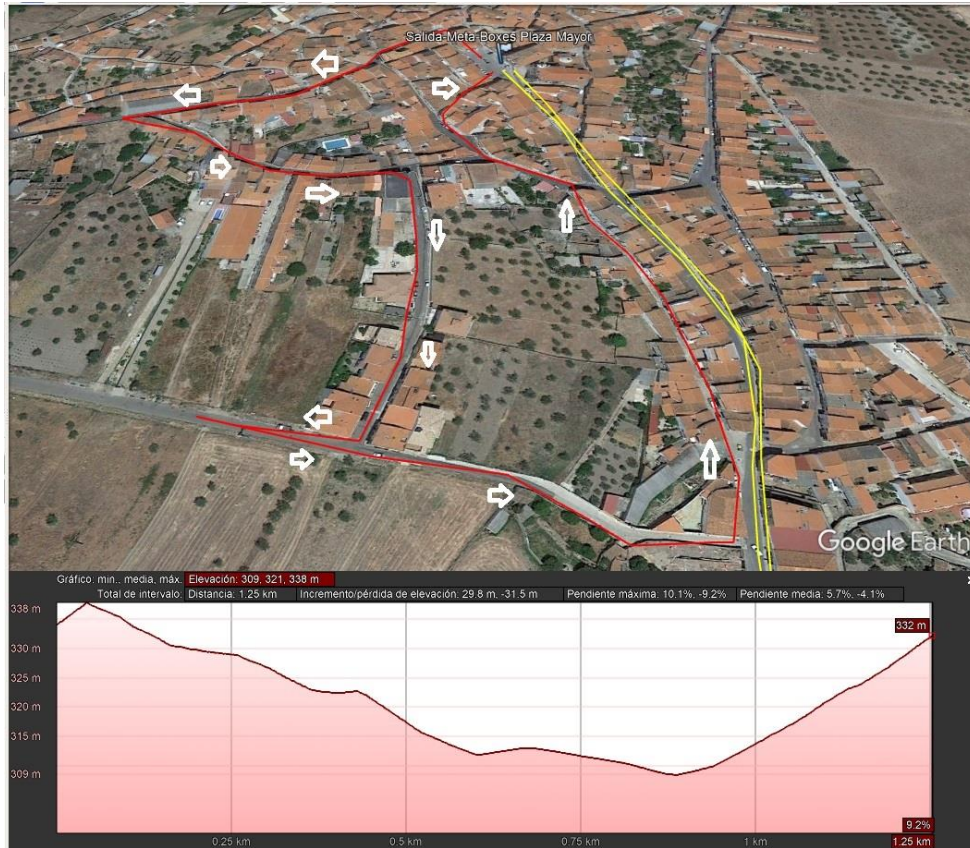 Salida-Meta-Boxes Plaza Mayor
Google Earth
Gráfico: min., media, máx. Elevación: 309, 321, 338 m
Total de intervalo: Distancia: 1.25 km Incremento/pérdida de elevación: 29.8 m, -31.5 m Pendiente máxima: 10.1%, -9.2% Pendiente media: 5.7%, -4.1%
338 m
332 m
330 m
325 m
320 m
315 m
309 m
9.2%
0.25 km 0.5 km 0.75 km 1 km 1.25 km